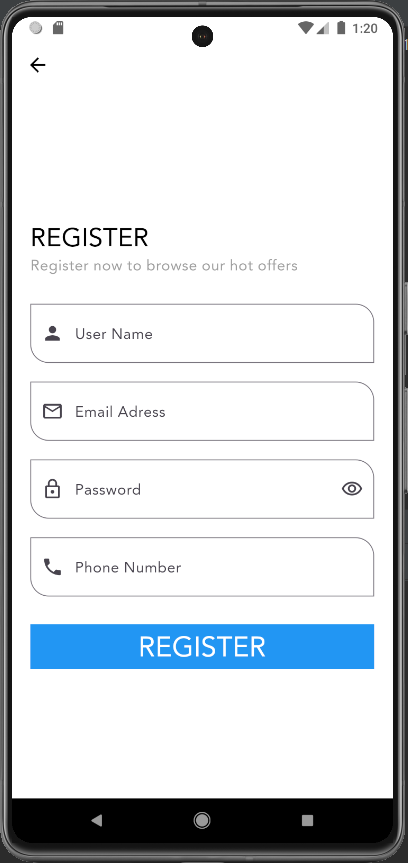 1:20
REGISTER
Register now to browse our hot offers
User Name
Email Adress
Password
Phone Number
REGISTER